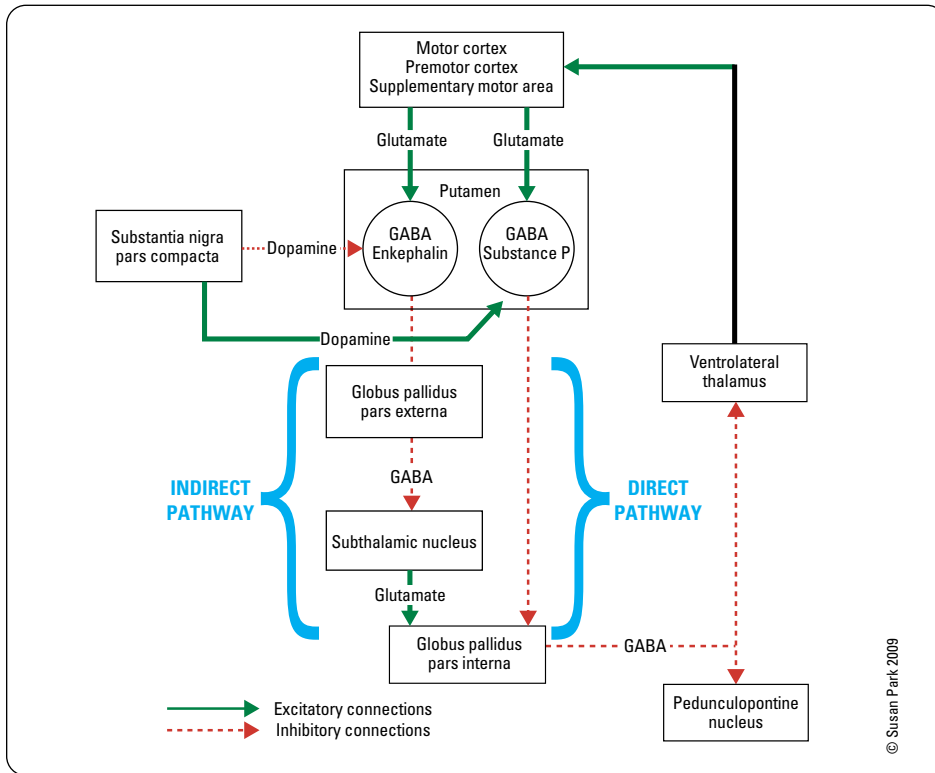 Motor cortex
Premotor cortex
Supplementary motor area
Glutamate
Glutamate
Putamen
GABA
Enkephalin
GABA
Substance P
Substantia nigra
pars compacta
Dopamine
Dopamine
Ventrolateral
thalamus
Globus pallidus
pars externa
INDIRECT
PATHWAY
GABA
DIRECT
PATHWAY
Subthalamic nucleus
Glutamate
Globus pallidus
pars interna
GABA
Pedunculopontine
nucleus
Excitatory connections
Inhibitory connections
© Susan Park 2009